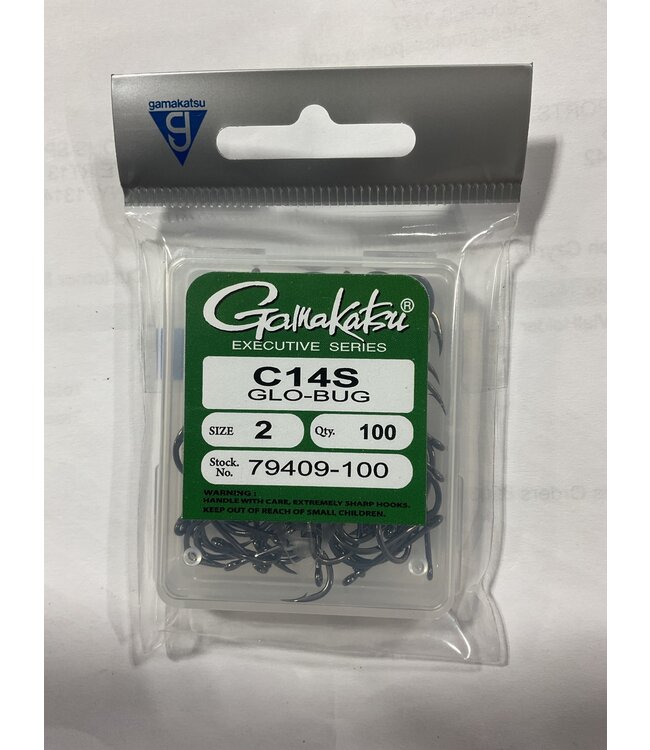 gamakatsu
g
Gamakatsu®
EXECUTIVE SERIES
C14S
GLO-BUG
SIZE 2 Qty. 100
Stock. No. 79409-100
WARNING :
HANDLE WITH CARE, EXTREMELY SHARP HOOKS.
KEEP OUT OF REACH OF SMALL CHILDREN.